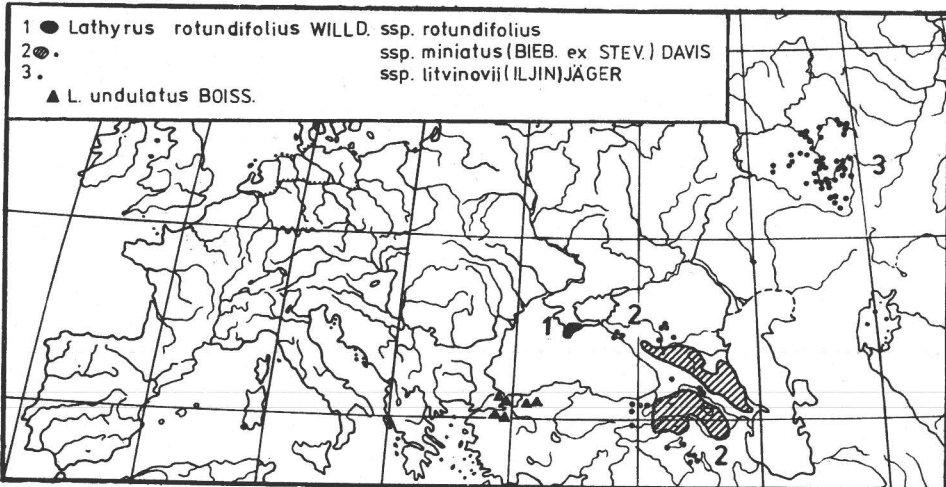 1 ● Lathyrus rotundifolius WILLD. ssp. rotundifolius
2 . ssp. miniatus (BIEB. ex STEV.) DAVIS
3 . ssp. litvinovii (ILJIN) JÄGER
▲ L. undulatus BOISS.
3
1
2
2